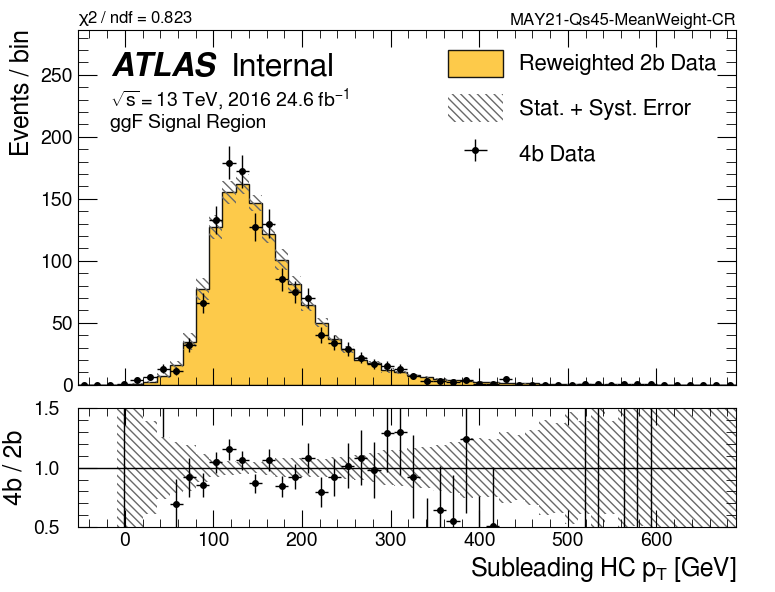 χ² / ndf = 0.823
MAY21-Qs45-MeanWeight-CR
ATLAS Internal
√s = 13 TeV, 2016 24.6 fb⁻¹
ggF Signal Region
Reweighted 2b Data
Stat. + Syst. Error
4b Data
Events / bin
250
200
150
100
50
0
4b / 2b
1.5
1.0
0.5
0 100 200 300 400 500 600
Subleading HC p_T [GeV]